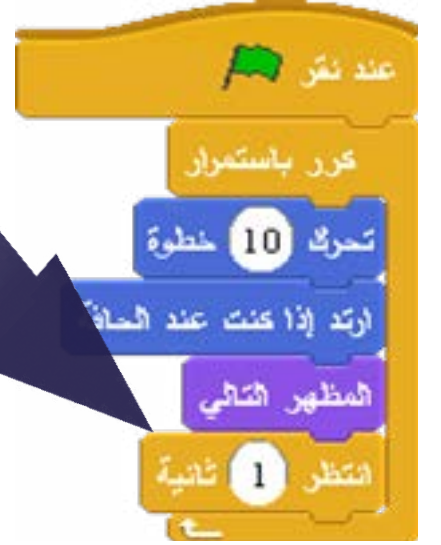 عند نقر
كرر باستمرار
تحرك 10 خطوة
ارتد إذا كنت عند الحافة
المظهر التالي
انتظر 1 ثانية